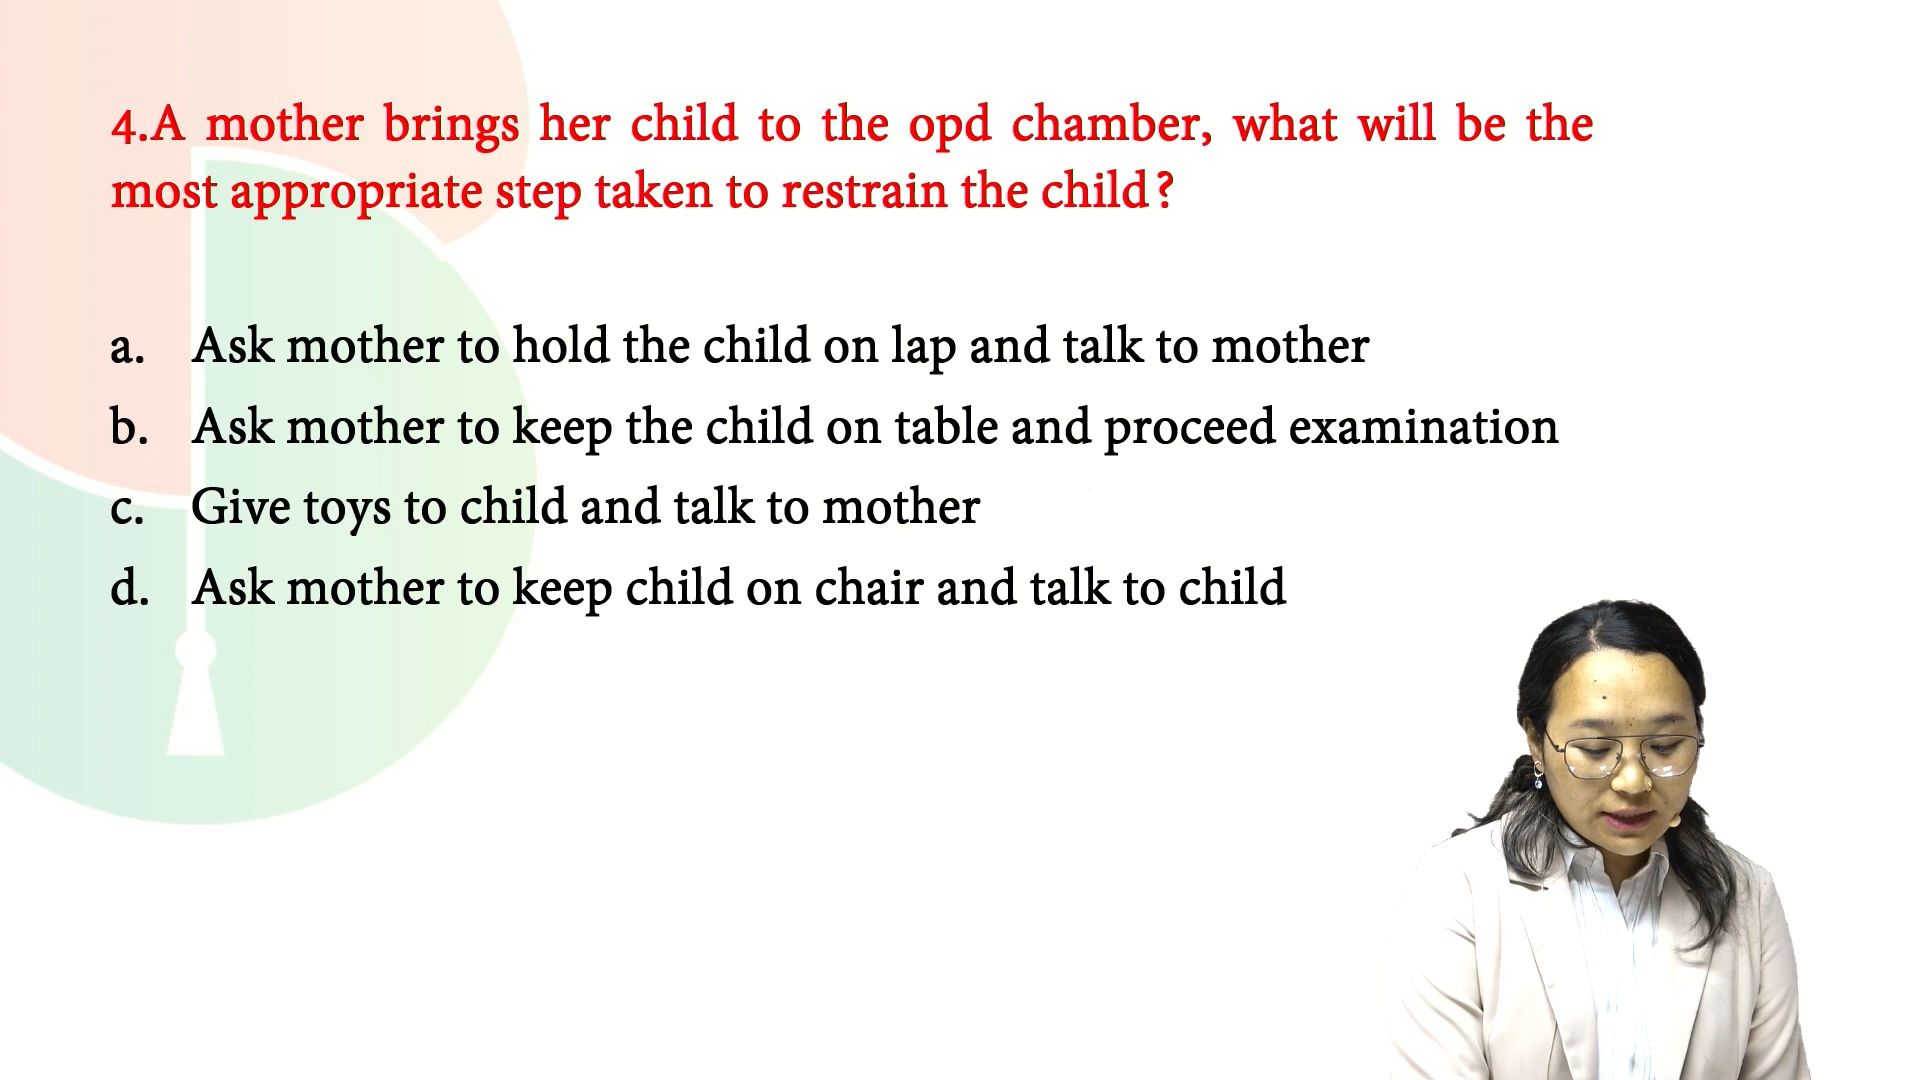 4.A mother brings her child to the opd chamber, what will be the
most appropriate step taken to restrain the child?
a. Ask mother to hold the child on lap and talk to mother
b. Ask mother to keep the child on table and proceed examination
c. Give toys to child and talk to mother
d. Ask mother to keep child on chair and talk to child